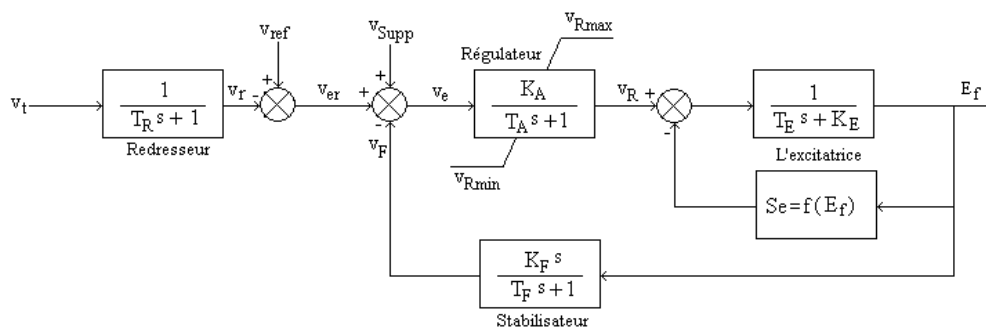 v_t
1
T_R s + 1
Redresseur
v_r
-
+
v_ref
v_er
+
+
-
v_Supp
v_F
v_e
Régulateur
K_A
T_A s + 1
v_Rmax
v_Rmin
v_R
+
-
1
T_E s + K_E
L'excitatrice
E_f
Se = f(E_f)
K_F s
T_F s + 1
Stabilisateur